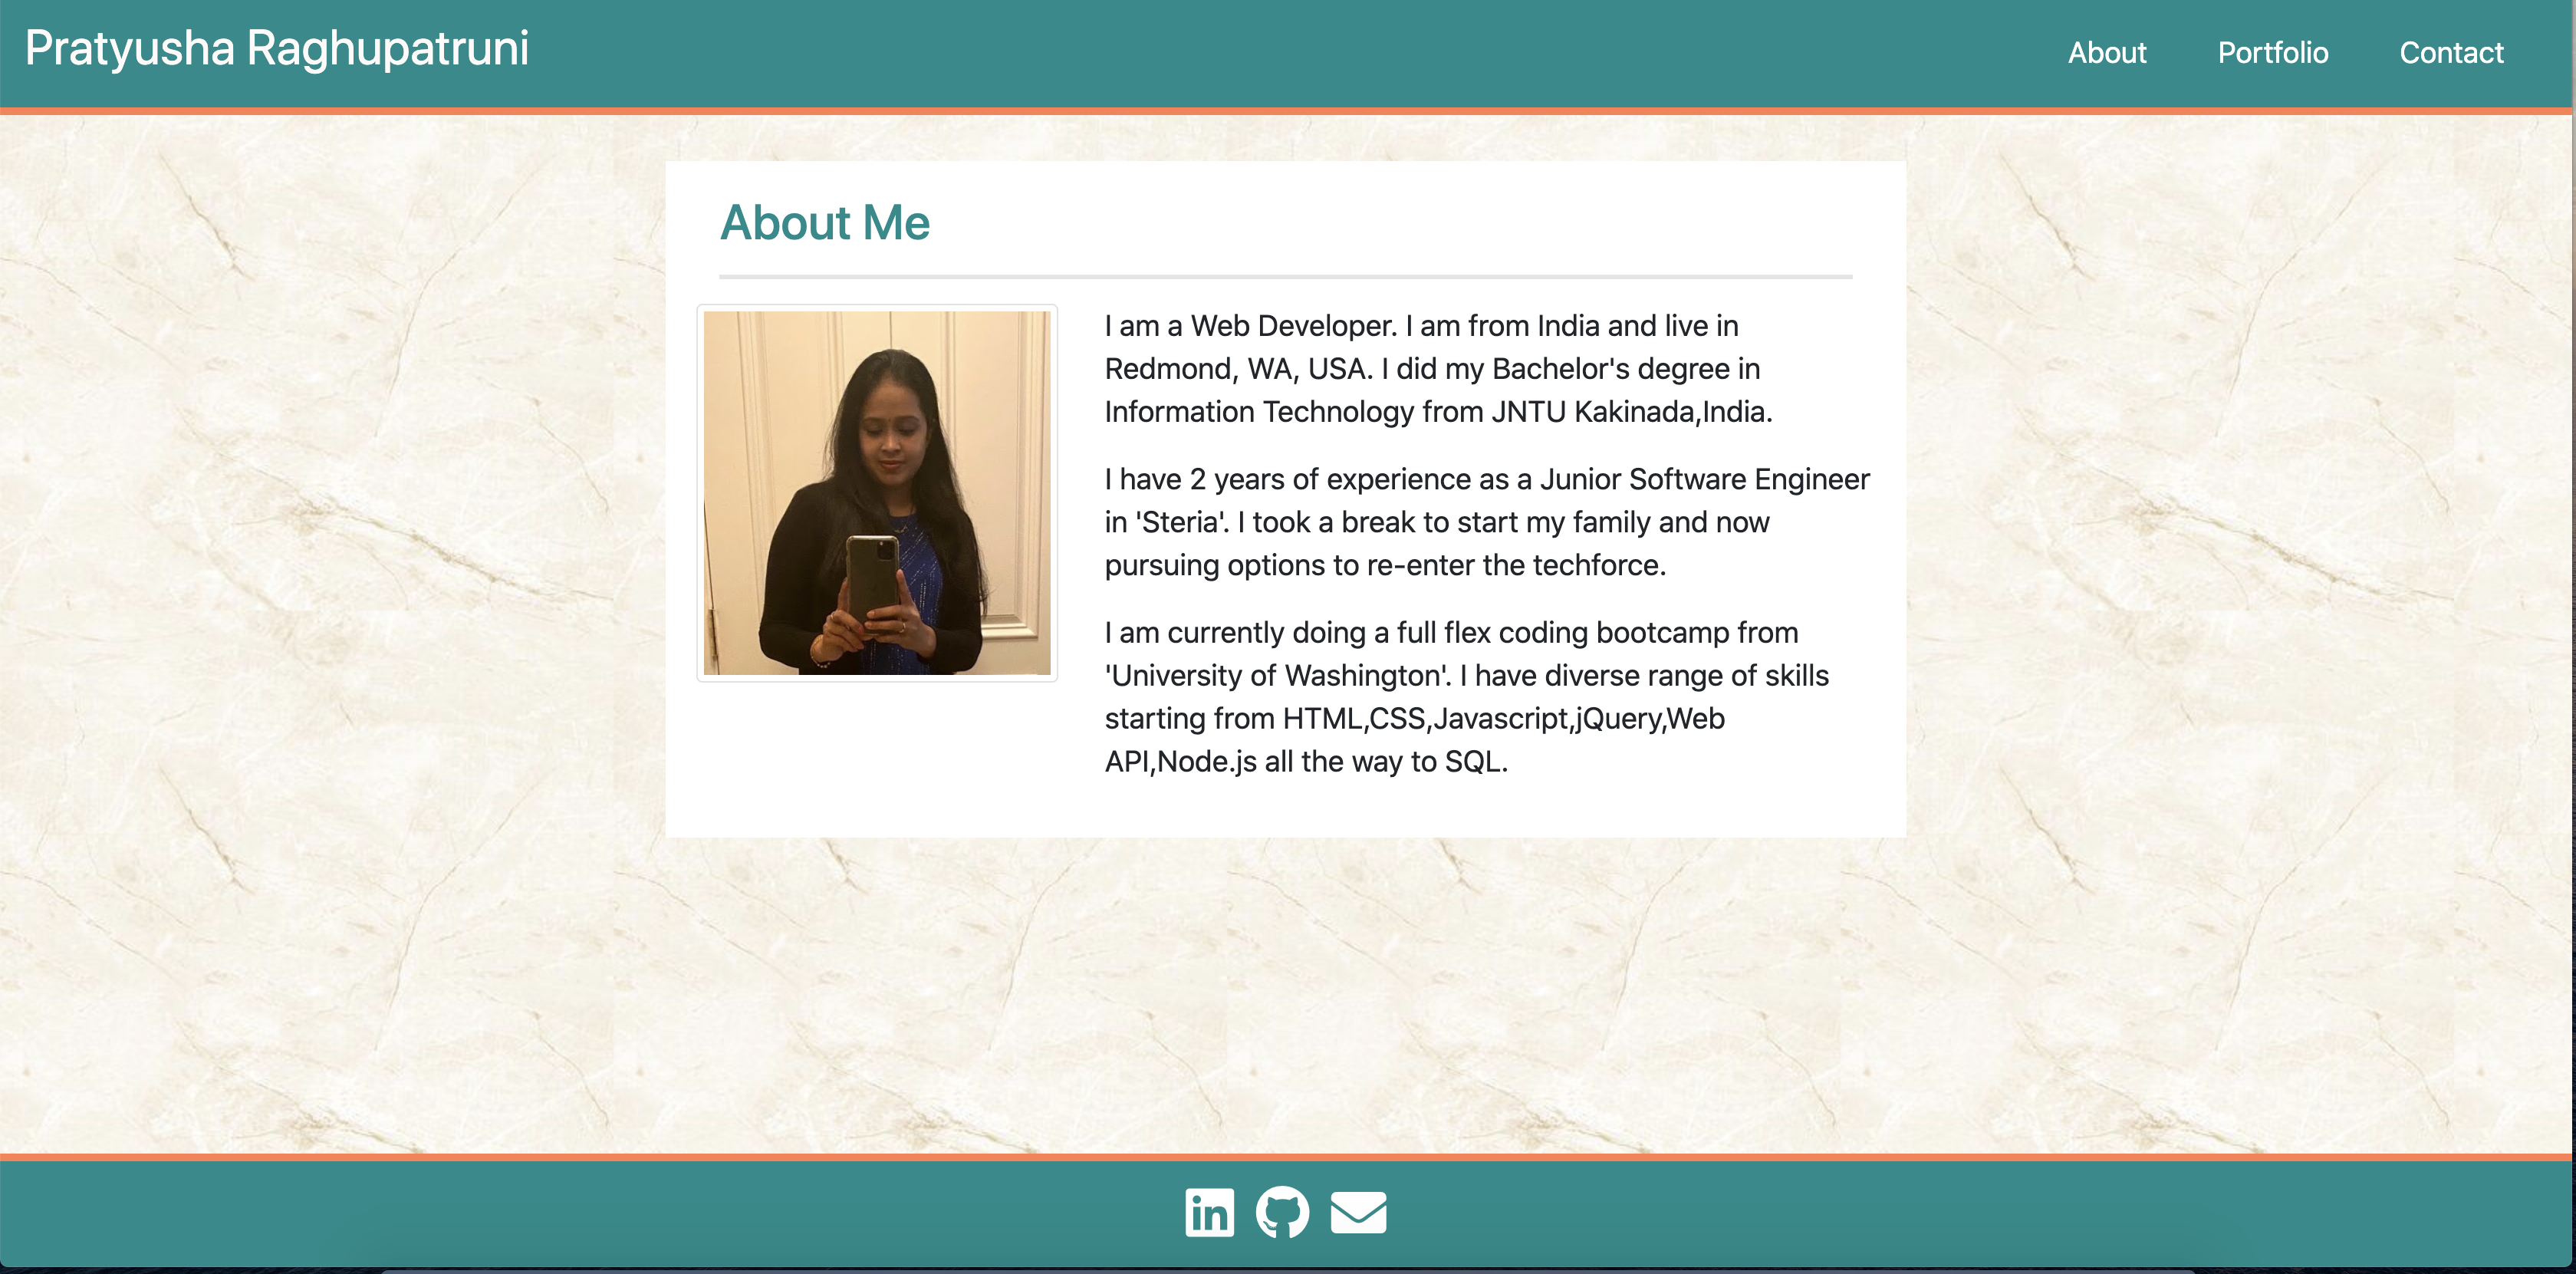 Pratyusha Raghupatruni
About
Portfolio
Contact
About Me
I am a Web Developer. I am from India and live in
Redmond, WA, USA. I did my Bachelor's degree in
Information Technology from JNTU Kakinada,India.
I have 2 years of experience as a Junior Software Engineer
in 'Steria'. I took a break to start my family and now
pursuing options to re-enter the techforce.
I am currently doing a full flex coding bootcamp from
'University of Washington'. I have diverse range of skills
starting from HTML,CSS,Javascript,jQuery,Web
API,Node.js all the way to SQL.
in